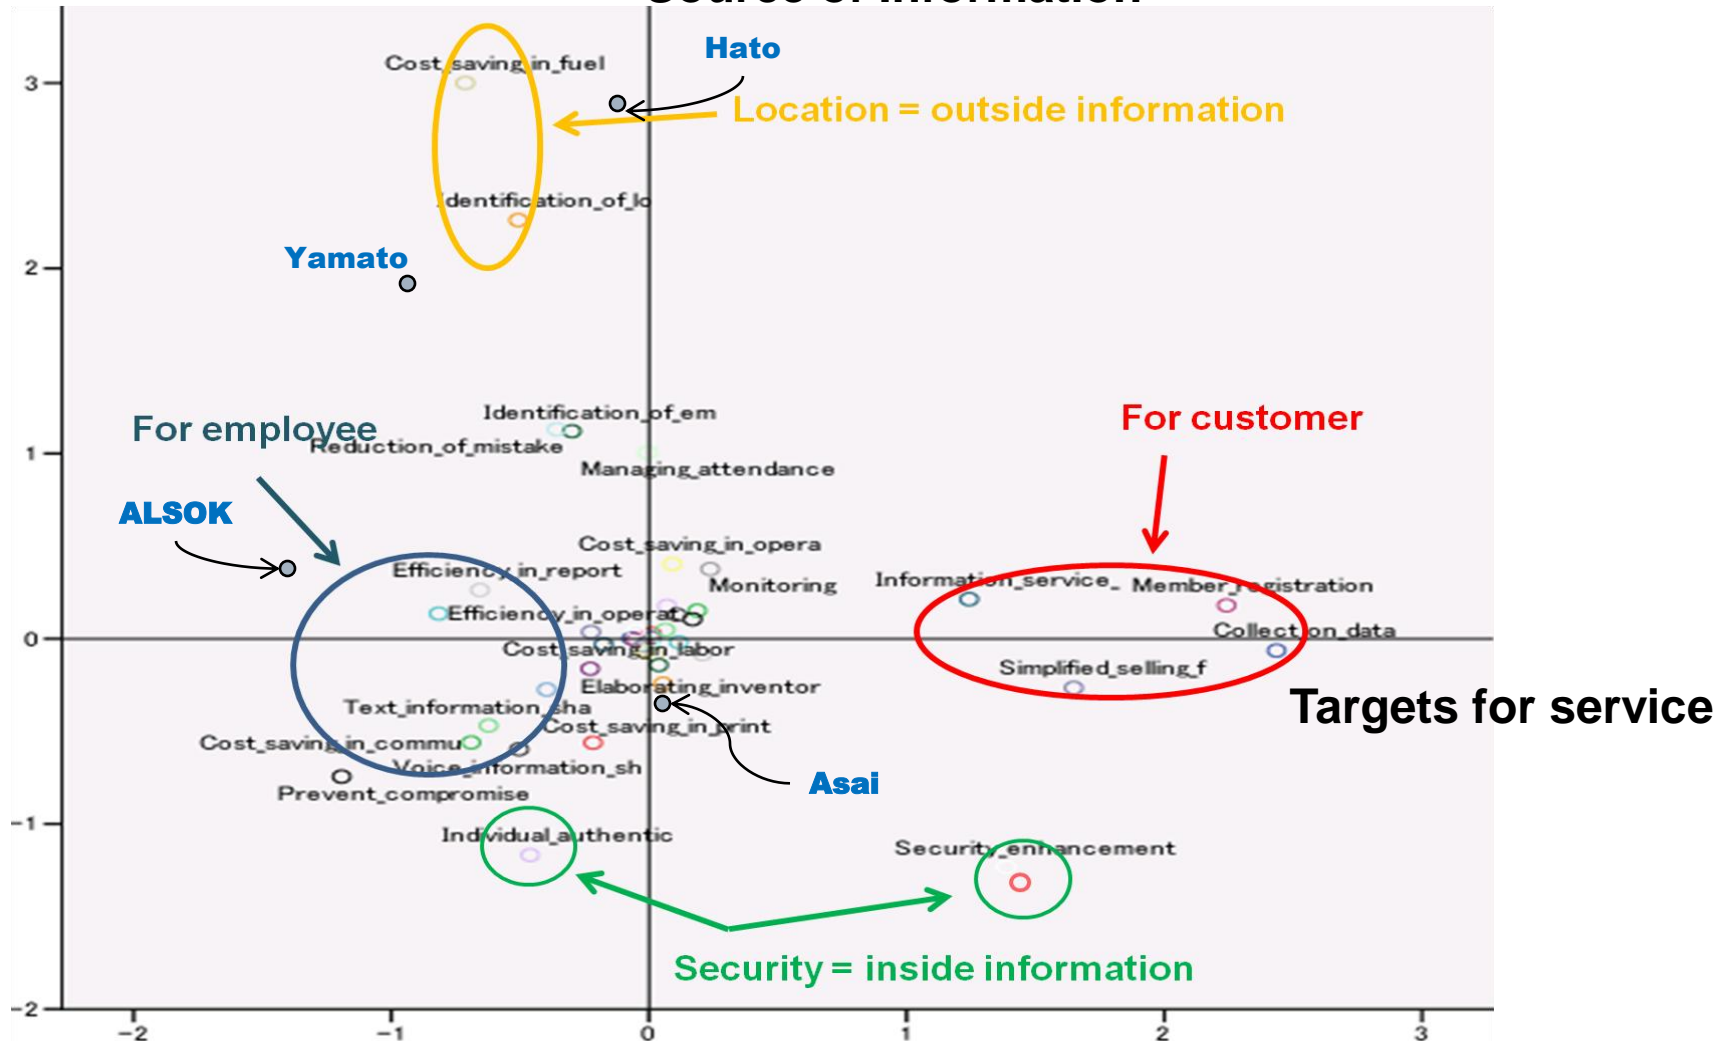 Source of information
Hato
Cost_saving_in_fuel
3
Location = outside information
Identification_of_lo
Yamato
2
Identification_of_em
For customer
For employee
Reduction_of_mistake
1
Managing_attendance
ALSOK
Cost_saving_in_opera
Efficiency_in_report
Monitoring
Information_service_
Member_registration
Efficiency_in_operat
Collection_data
0
Cost_saving_in_labor
Simplified_selling_f
Elaborating_inventor
Targets for service
Text_information_sha
Cost_saving_in_print
Cost_saving_in_commu
Voice_information_sh
Asai
Prevent_compromise
-1
Individual_authentic
Security_enhancement
Security = inside information
-2
-2
-1
0
1
2
3